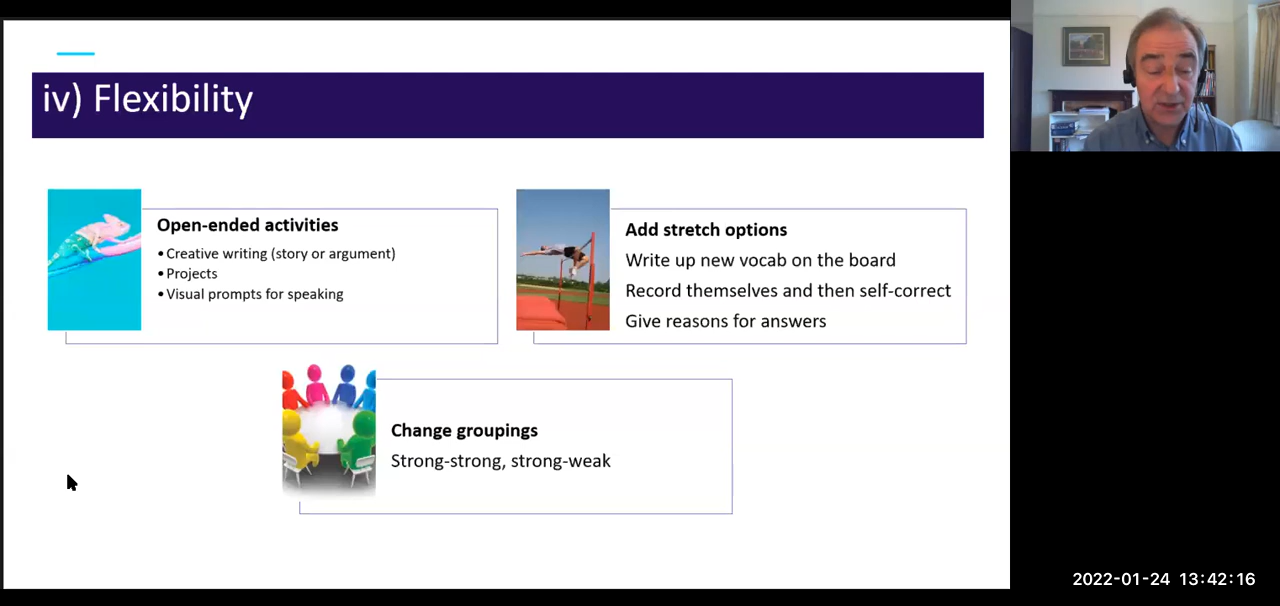 iv) Flexibility
Open-ended activities
• Creative writing (story or argument)
• Projects
• Visual prompts for speaking
Add stretch options
Write up new vocab on the board
Record themselves and then self-correct
Give reasons for answers
Change groupings
Strong-strong, strong-weak
2022-01-24 13:42:16